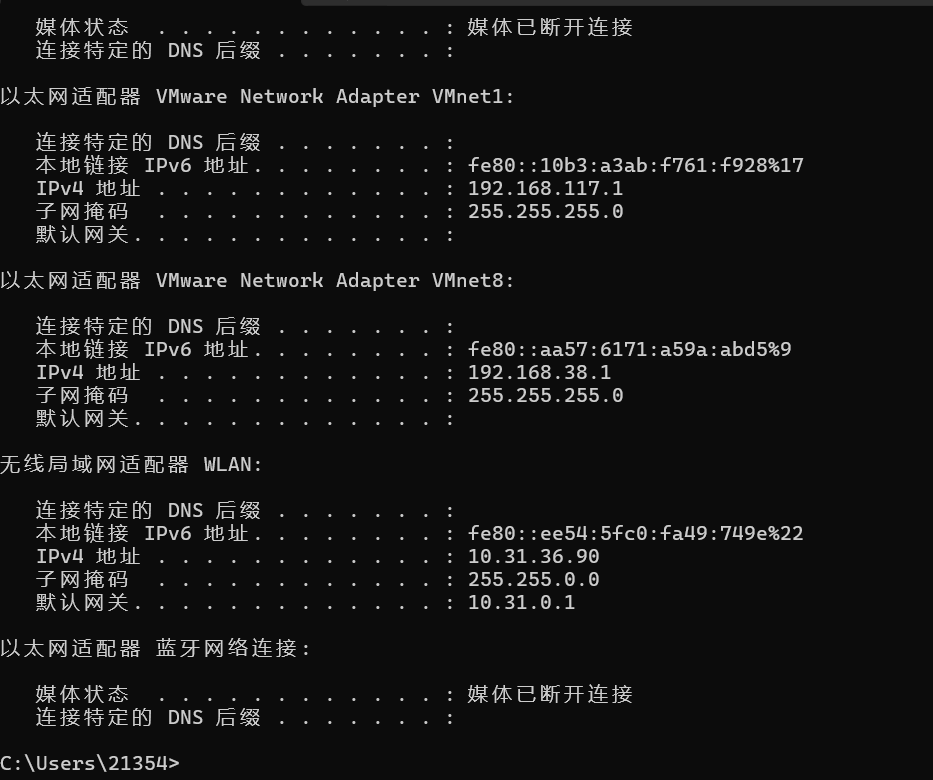 媒体状态  . . . . . . . . . . . . : 媒体已断开连接
连接特定的 DNS 后缀 . . . . . . . :
以太网适配器 VMware Network Adapter VMnet1:
连接特定的 DNS 后缀 . . . . . . . :
本地链接 IPv6 地址. . . . . . . . : fe80::10b3:a3ab:f761:f928%17
IPv4 地址 . . . . . . . . . . . . : 192.168.117.1
子网掩码  . . . . . . . . . . . . : 255.255.255.0
默认网关. . . . . . . . . . . . . :
以太网适配器 VMware Network Adapter VMnet8:
连接特定的 DNS 后缀 . . . . . . . :
本地链接 IPv6 地址. . . . . . . . : fe80::aa57:6171:a59a:abd5%9
IPv4 地址 . . . . . . . . . . . . : 192.168.38.1
子网掩码  . . . . . . . . . . . . : 255.255.255.0
默认网关. . . . . . . . . . . . . :
无线局域网适配器 WLAN:
连接特定的 DNS 后缀 . . . . . . . :
本地链接 IPv6 地址. . . . . . . . : fe80::ee54:5fc0:fa49:749e%22
IPv4 地址 . . . . . . . . . . . . : 10.31.36.90
子网掩码  . . . . . . . . . . . . : 255.255.0.0
默认网关. . . . . . . . . . . . . : 10.31.0.1
以太网适配器 蓝牙网络连接:
媒体状态  . . . . . . . . . . . . : 媒体已断开连接
连接特定的 DNS 后缀 . . . . . . . :
C:\Users\21354>